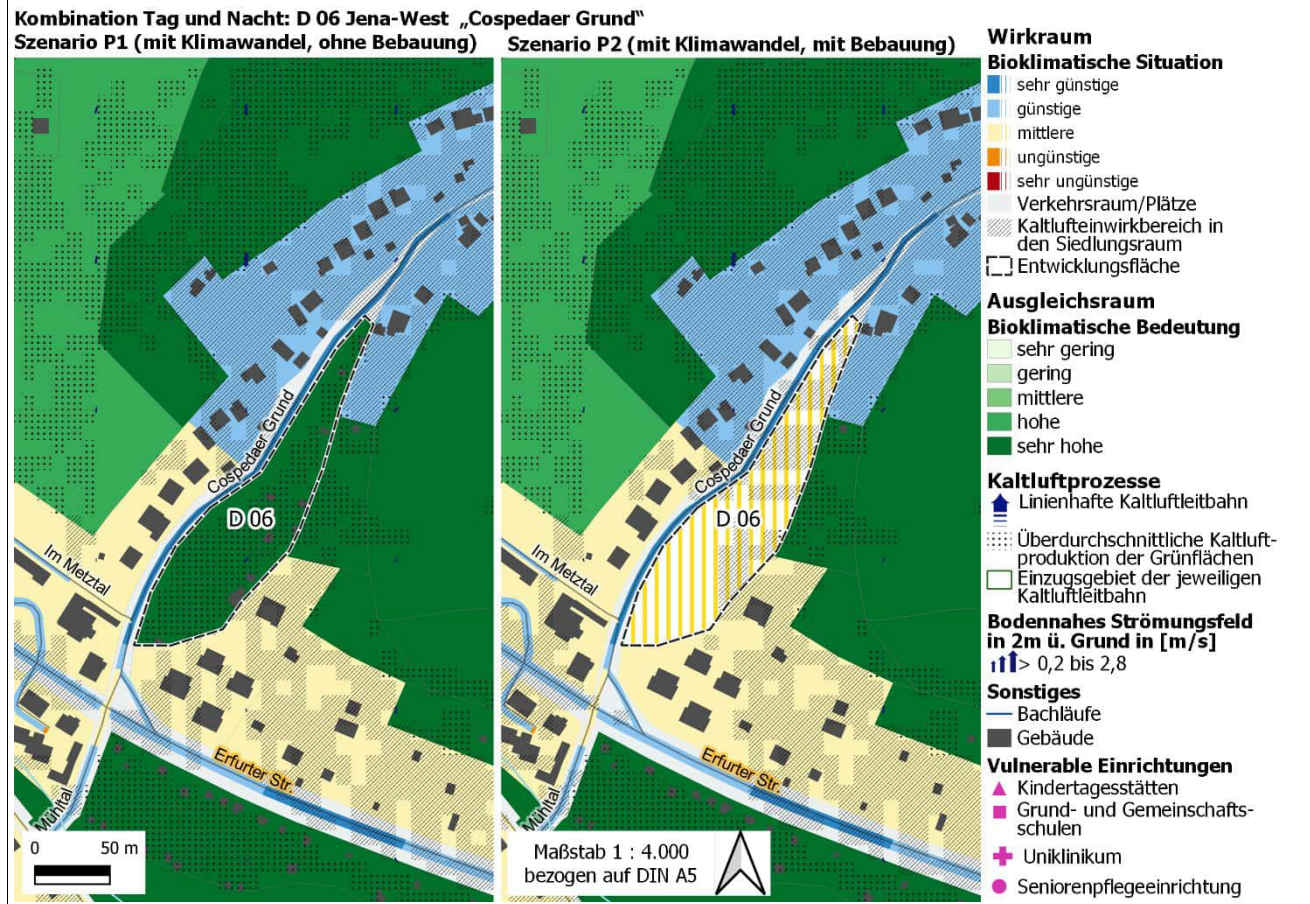 Kombination Tag und Nacht: D 06 Jena-West „Cospedaer Grund“
Szenario P1 (mit Klimawandel, ohne Bebauung)
Szenario P2 (mit Klimawandel, mit Bebauung)
Cospedaer Grund
D 06
Im Metztal
Erfurter Str.
Mühltal
0 50 m
Cospedaer Grund
D 06
Im Metztal
Erfurter Str.
Mühltal
Maßstab 1 : 4.000
bezogen auf DIN A5
Wirkraum
Bioklimatische Situation
sehr günstige
günstige
mittlere
ungünstige
sehr ungünstige
Verkehrsraum/Plätze
Kaltlufteinwirkbereich in
den Siedlungsraum
Entwicklungsfläche
Ausgleichsraum
Bioklimatische Bedeutung
sehr gering
gering
mittlere
hohe
sehr hohe
Kaltluftprozesse
Linienhafte Kaltluftleitbahn
Überdurchschnittliche Kaltluft-
produktion der Grünflächen
Einzugsgebiet der jeweiligen
Kaltluftleitbahn
Bodennahes Strömungsfeld
in 2m ü. Grund in [m/s]
> 0,2 bis 2,8
Sonstiges
Bachläufe
Gebäude
Vulnerable Einrichtungen
Kindertagesstätten
Grund- und Gemeinschafts-
schulen
Uniklinikum
Seniorenpflegeeinrichtung